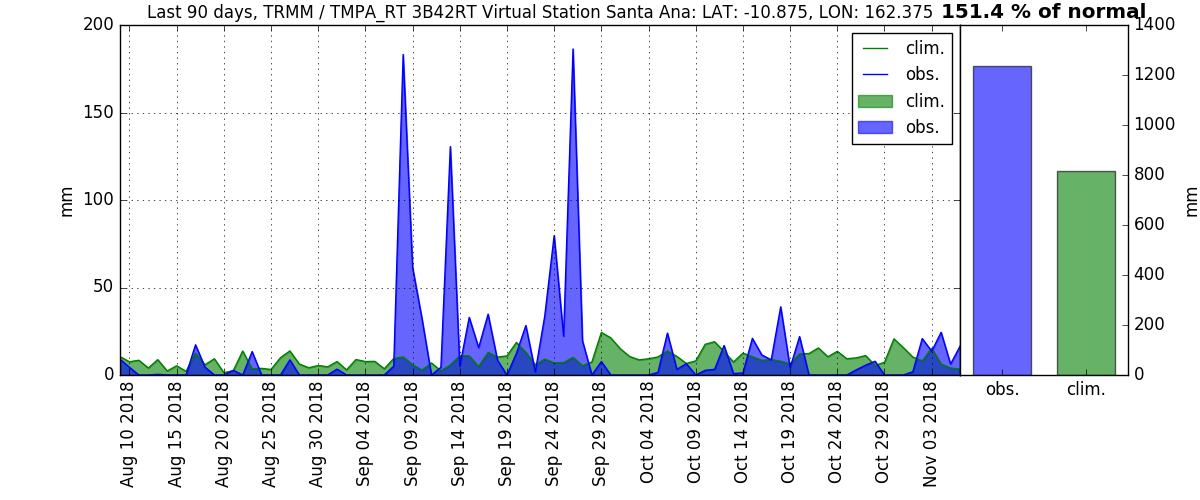 Last 90 days, TRMM / TMPA_RT 3B42RT Virtual Station Santa Ana: LAT: -10.875, LON: 162.375 151.4 % of normal
200
150
100
50
0
mm
clim.
obs.
clim.
obs.
1400
1200
1000
800
600
400
200
0
mm
obs.
clim.
Aug 10 2018
Aug 15 2018
Aug 20 2018
Aug 25 2018
Aug 30 2018
Sep 04 2018
Sep 09 2018
Sep 14 2018
Sep 19 2018
Sep 24 2018
Sep 29 2018
Oct 04 2018
Oct 09 2018
Oct 14 2018
Oct 19 2018
Oct 24 2018
Oct 29 2018
Nov 03 2018